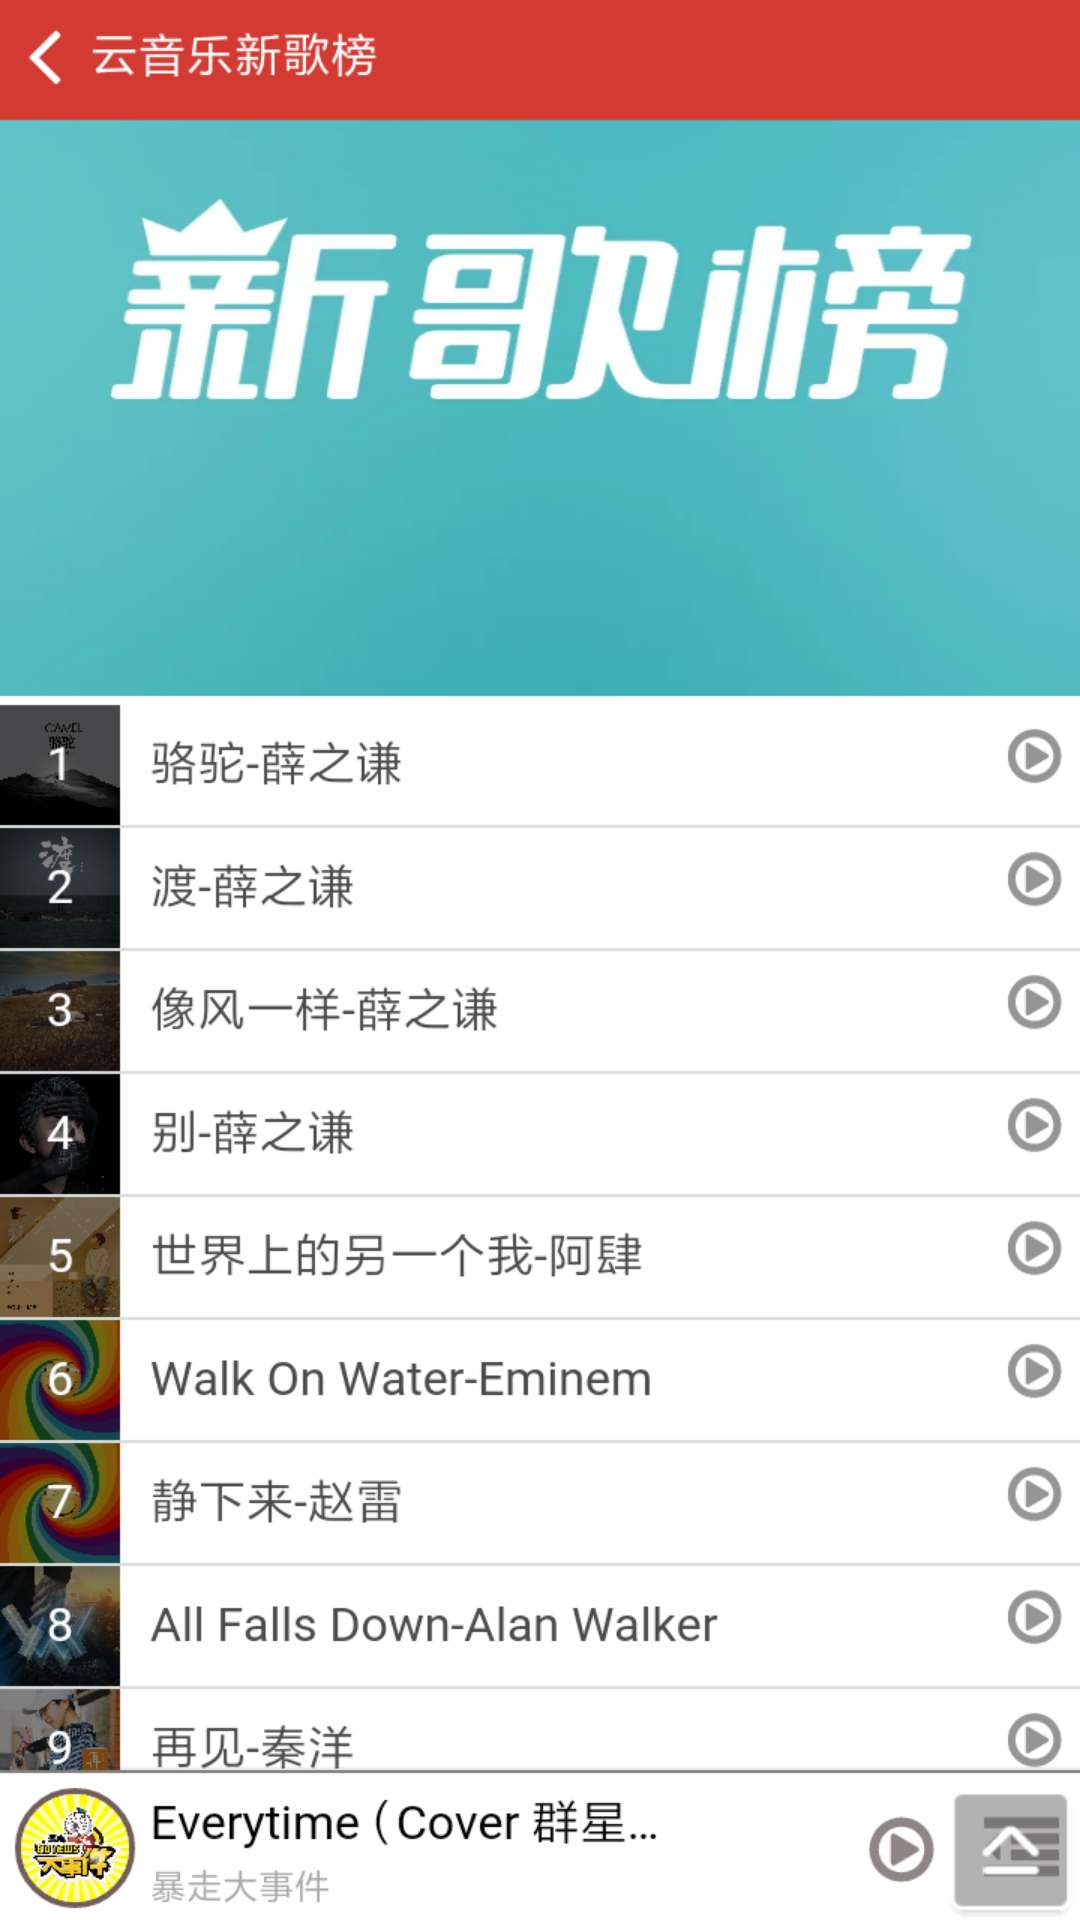 云音乐新歌榜
新歌榜
CAMEL
骆驼
1
骆驼-薛之谦
渡
2
渡-薛之谦
3
像风一样-薛之谦
4
别-薛之谦
5
世界上的另一个我-阿肆
6
Walk On Water-Eminem
7
静下来-赵雷
8
All Falls Down-Alan Walker
9
再见-秦洋
Everytime（Cover 群星...
大事件
暴走大事件